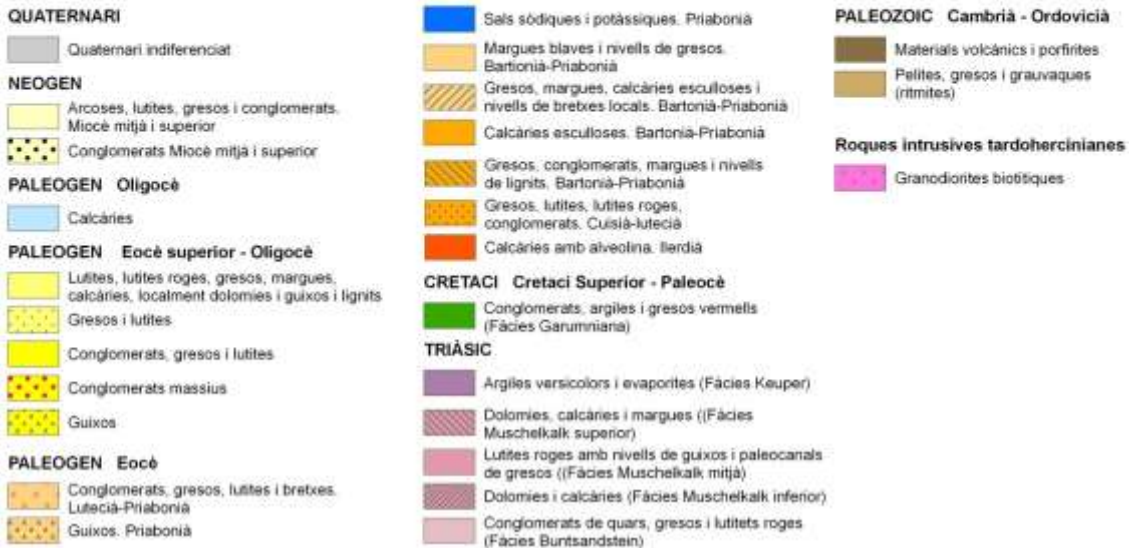 QUATERNARI
Quaternari indiferenciat
NEOGEN
Arcoses, lutites, gresos i conglomerats.
Miocè mitjà i superior
Conglomerats Miocè mitjà i superior
PALEOGEN Oligocè
Calcàries
PALEOGEN Eocè superior - Oligocè
Lutites, lutites roges, gresos, margues,
calcàries, localment dolomies i guixos i lignits
Gresos i lutites
Conglomerats, gresos i lutites
Conglomerats massius
Guixos
PALEOGEN Eocè
Conglomerats, gresos, lutites i bretxes.
Lutecià-Priabonià
Guixos. Priabonià
Sals sòdiques i potàssiques. Priabonià
Margues blaves i nivells de gresos.
Bartionià-Priabonià
Gresos, margues, calcàries esculloses i
nivells de bretxes locals. Bartonià-Priabonià
Calcàries esculloses. Bartonià-Priabonià
Gresos, conglomerats, margues i nivells
de lignits. Bartonià-Priabonià
Gresos, lutites, lutites roges,
conglomerats. Cuisià-lutecià
Calcàries amb alveolina. Ilerdià
CRETACI Cretaci Superior - Paleocè
Conglomerats, argiles i gresos vermells
(Fàcies Garumniana)
TRIÀSIC
Argiles versicolors i evaporites (Fàcies Keuper)
Dolomies, calcàries i margues ((Fàcies
Muschelkalk superior)
Lutites roges amb nivells de guixos i paleocanals
de gresos ((Fàcies Muschelkalk mitjà)
Dolomies i calcàries (Fàcies Muschelkalk inferior)
Conglomerats de quars, gresos i lutitets roges
(Fàcies Buntsandstein)
PALEOZOIC Cambrià - Ordovicià
Materials volcànics i porfirites
Pelites, gresos i grauvaques
(ritmites)
Roques intrusives tardohercinianes
Granodiorites biotítiques